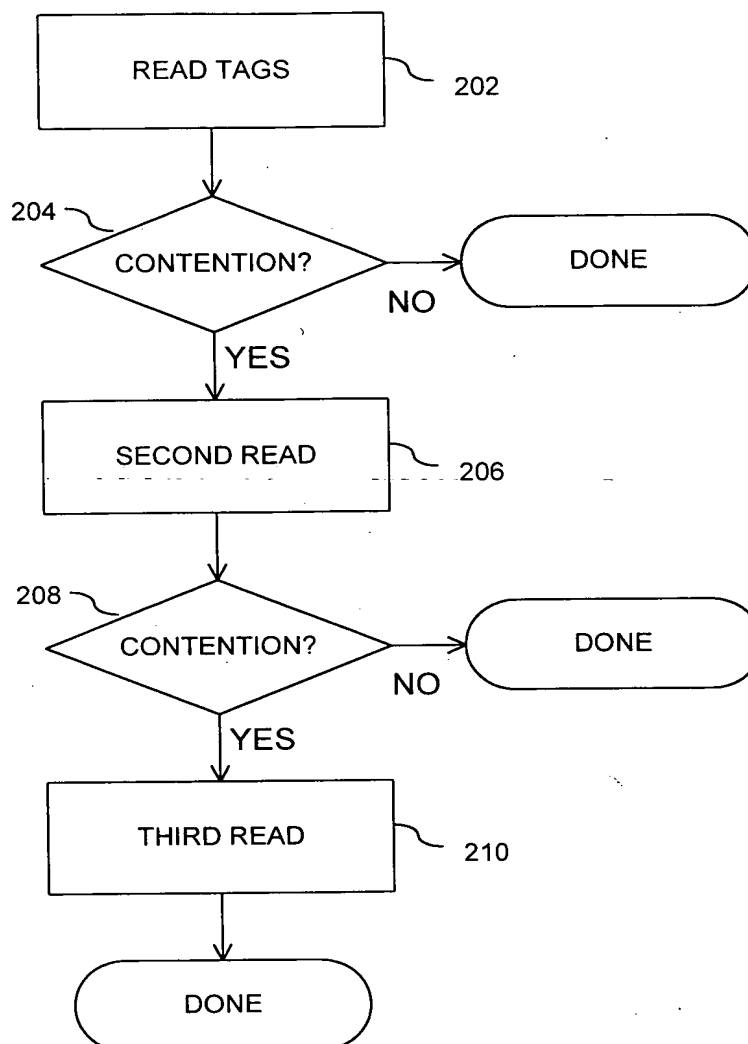 READ TAGS
202
204
CONTENTION?
NO
DONE
YES
SECOND READ
206
208
CONTENTION?
NO
DONE
YES
THIRD READ
210
DONE